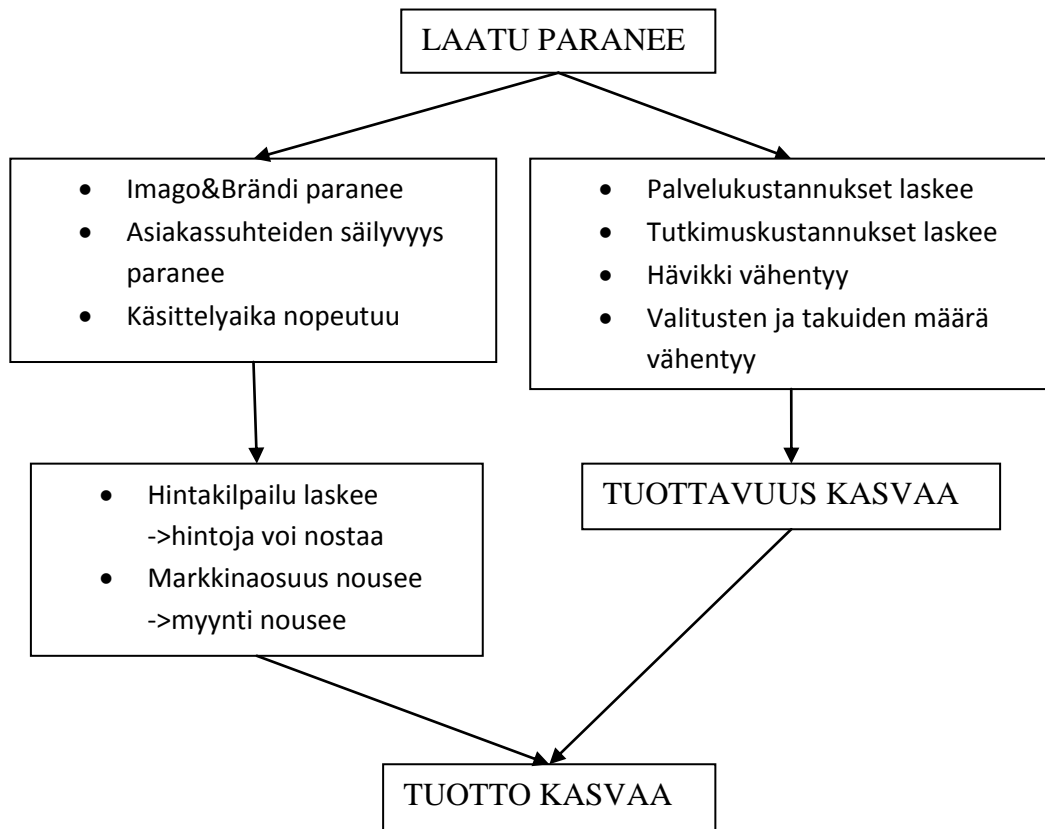 LAATU PARANEE
• Imago&Brändi paranee
• Asiakassuhteiden säilyvyys
paranee
• Käsittelyaika nopeutuu
• Palvelukustannukset laskee
• Tutkimuskustannukset laskee
• Hävikki vähentyy
• Valitusten ja takuiden määrä
vähentyy
• Hintakilpailu laskee
->hintoja voi nostaa
• Markkinaosuus nousee
->myynti nousee
TUOTTAVUUS KASVAA
TUOTTO KASVAA